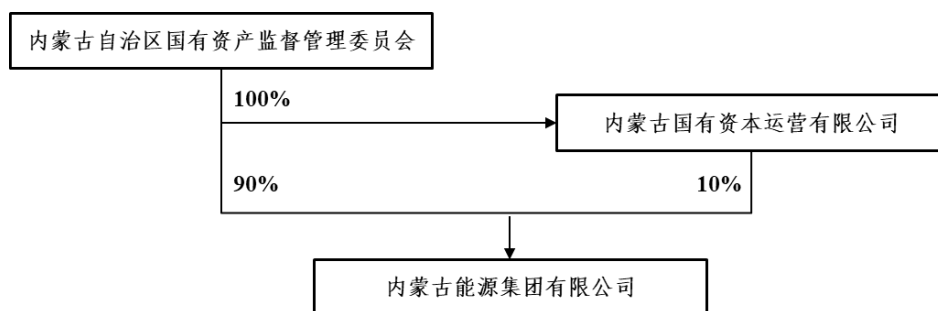 内蒙古自治区国有资产监督管理委员会
100%
内蒙古国有资本运营有限公司
90%
10%
内蒙古能源集团有限公司